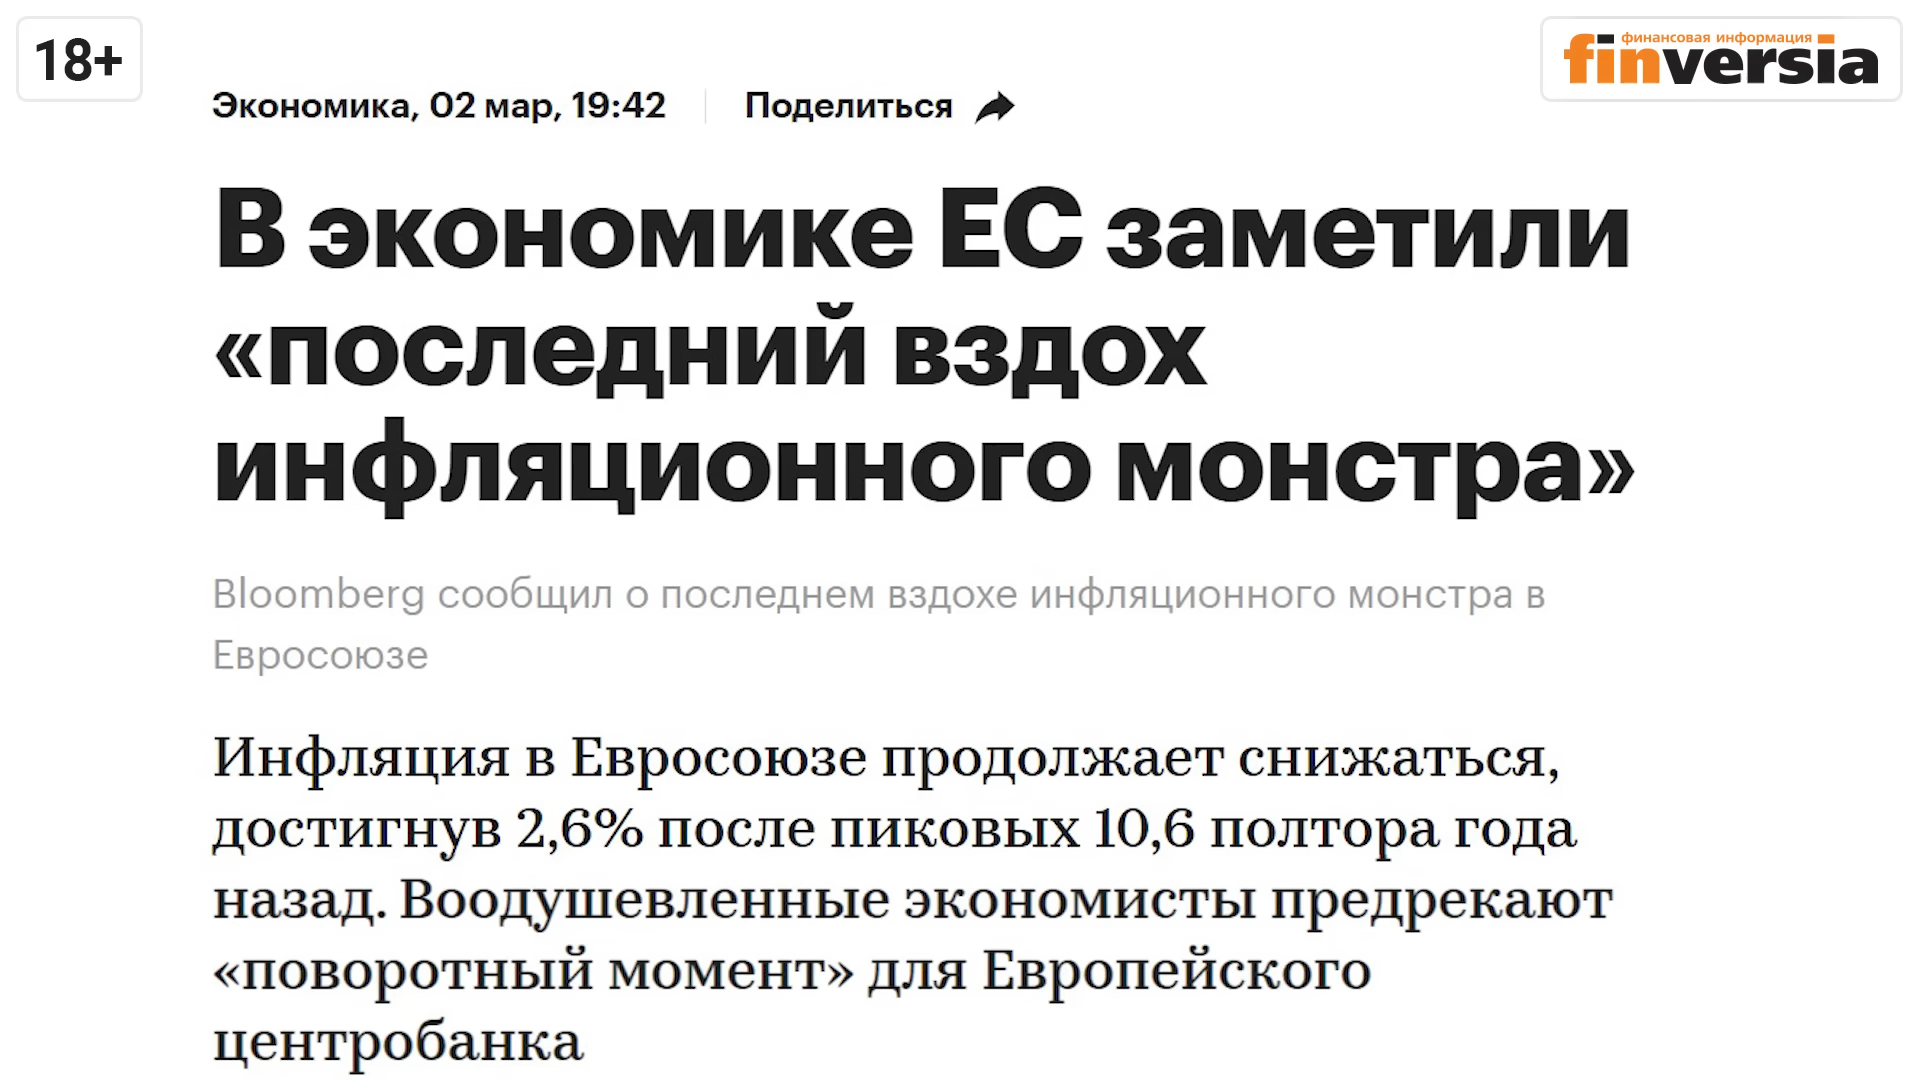 18+
финансовая информация
finversia
Экономика, 02 мар, 19:42
Поделиться
В экономике ЕС заметили
«последний вздох
инфляционного монстра»
Bloomberg сообщил о последнем вздохе инфляционного монстра в
Евросоюзе
Инфляция в Евросоюзе продолжает снижаться,
достигнув 2,6% после пиковых 10,6 полтора года
назад. Воодушевленные экономисты предрекают
«поворотный момент» для Европейского
центробанка